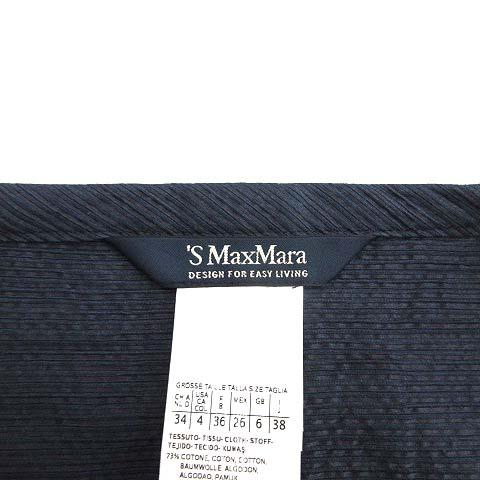 'S MaxMara
DESIGN FOR EASY LIVING
GROSSE TAILLE TALLA SIZE TAGLIA
CH A USA F MEX GB I
NL D CA B
COL
34 4 36 26 6 38
TESSUTO-TISSU-CLOTH-STOFF-
TEJIDO-TECIDO-KUMAŞ
73% COTONE, COTON, COTTON,
BAUMWOLLE ALGODON,
ALGODAO, PAMUK